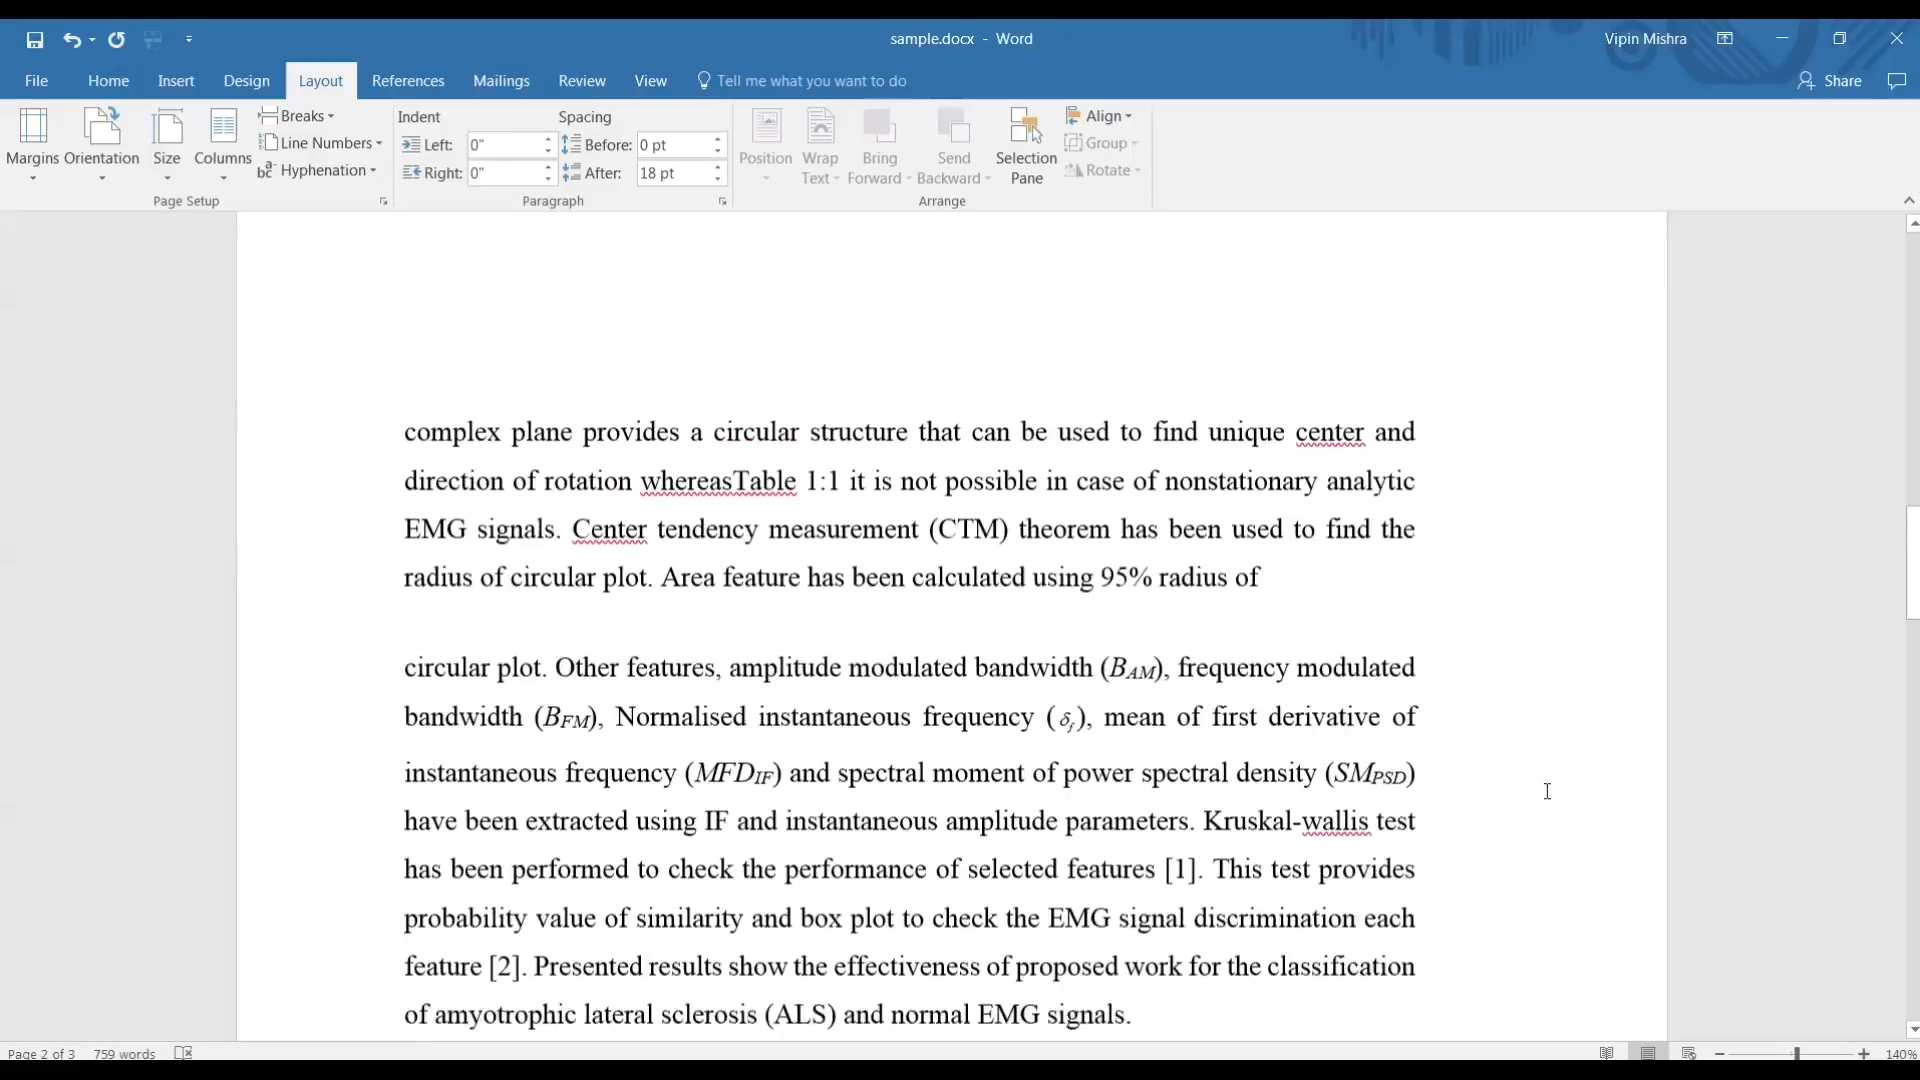 sample.docx - Word
Vipin Mishra
File Home Insert Design Layout References Mailings Review View Tell me what you want to do
Share
Margins Orientation Size Columns
Breaks
Line Numbers
Hyphenation
Page Setup
Indent
Left: 0"
Right: 0"
Spacing
Before: 0 pt
After: 18 pt
Paragraph
Position
Wrap Text
Bring Forward
Send Backward
Selection Pane
Align
Group
Rotate
Arrange
complex plane provides a circular structure that can be used to find unique center and
direction of rotation whereasTable 1:1 it is not possible in case of nonstationary analytic
EMG signals. Center tendency measurement (CTM) theorem has been used to find the
radius of circular plot. Area feature has been calculated using 95% radius of
circular plot. Other features, amplitude modulated bandwidth (BAM), frequency modulated
bandwidth (BFM), Normalised instantaneous frequency (δf), mean of first derivative of
instantaneous frequency (MFDIF) and spectral moment of power spectral density (SMPSD)
have been extracted using IF and instantaneous amplitude parameters. Kruskal-wallis test
has been performed to check the performance of selected features [1]. This test provides
probability value of similarity and box plot to check the EMG signal discrimination each
feature [2]. Presented results show the effectiveness of proposed work for the classification
of amyotrophic lateral sclerosis (ALS) and normal EMG signals.
Page 2 of 3 759 words
140%